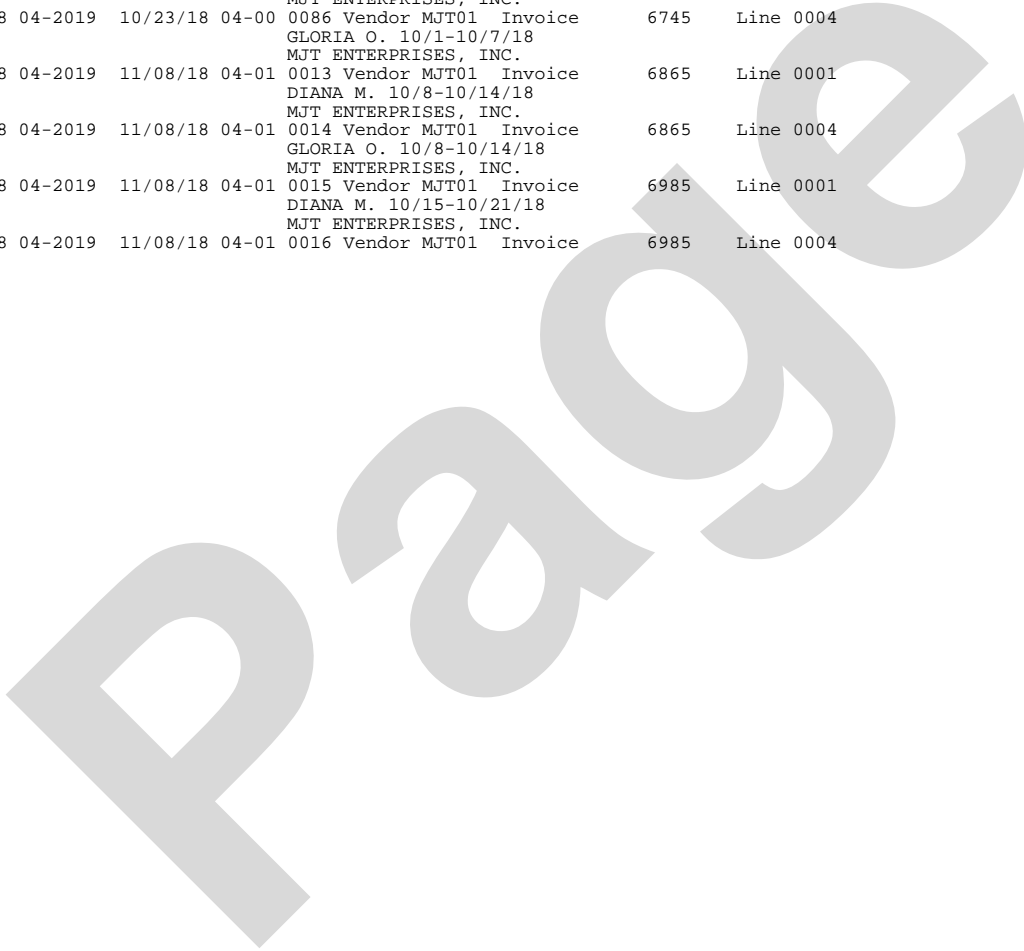 MJT ENTERPRISES, INC.
8 04-2019 10/23/18 04-00 0086 Vendor MJT01 Invoice 6745 Line 0004
GLORIA O. 10/1-10/7/18
MJT ENTERPRISES, INC.
8 04-2019 11/08/18 04-01 0013 Vendor MJT01 Invoice 6865 Line 0001
DIANA M. 10/8-10/14/18
MJT ENTERPRISES, INC.
8 04-2019 11/08/18 04-01 0014 Vendor MJT01 Invoice 6865 Line 0004
GLORIA O. 10/8-10/14/18
MJT ENTERPRISES, INC.
8 04-2019 11/08/18 04-01 0015 Vendor MJT01 Invoice 6985 Line 0001
DIANA M. 10/15-10/21/18
MJT ENTERPRISES, INC.
8 04-2019 11/08/18 04-01 0016 Vendor MJT01 Invoice 6985 Line 0004
Page